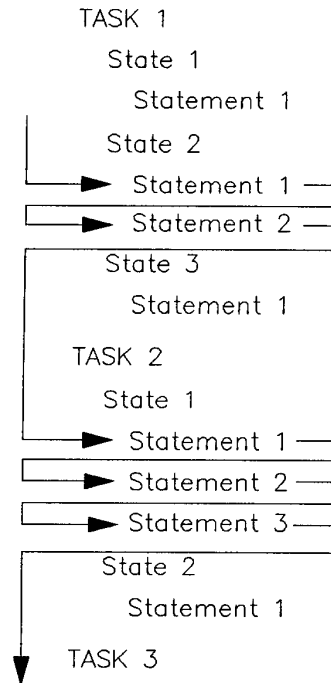 TASK 1
State 1
Statement 1
State 2
Statement 1
Statement 2
State 3
Statement 1
TASK 2
State 1
Statement 1
Statement 2
Statement 3
State 2
Statement 1
TASK 3